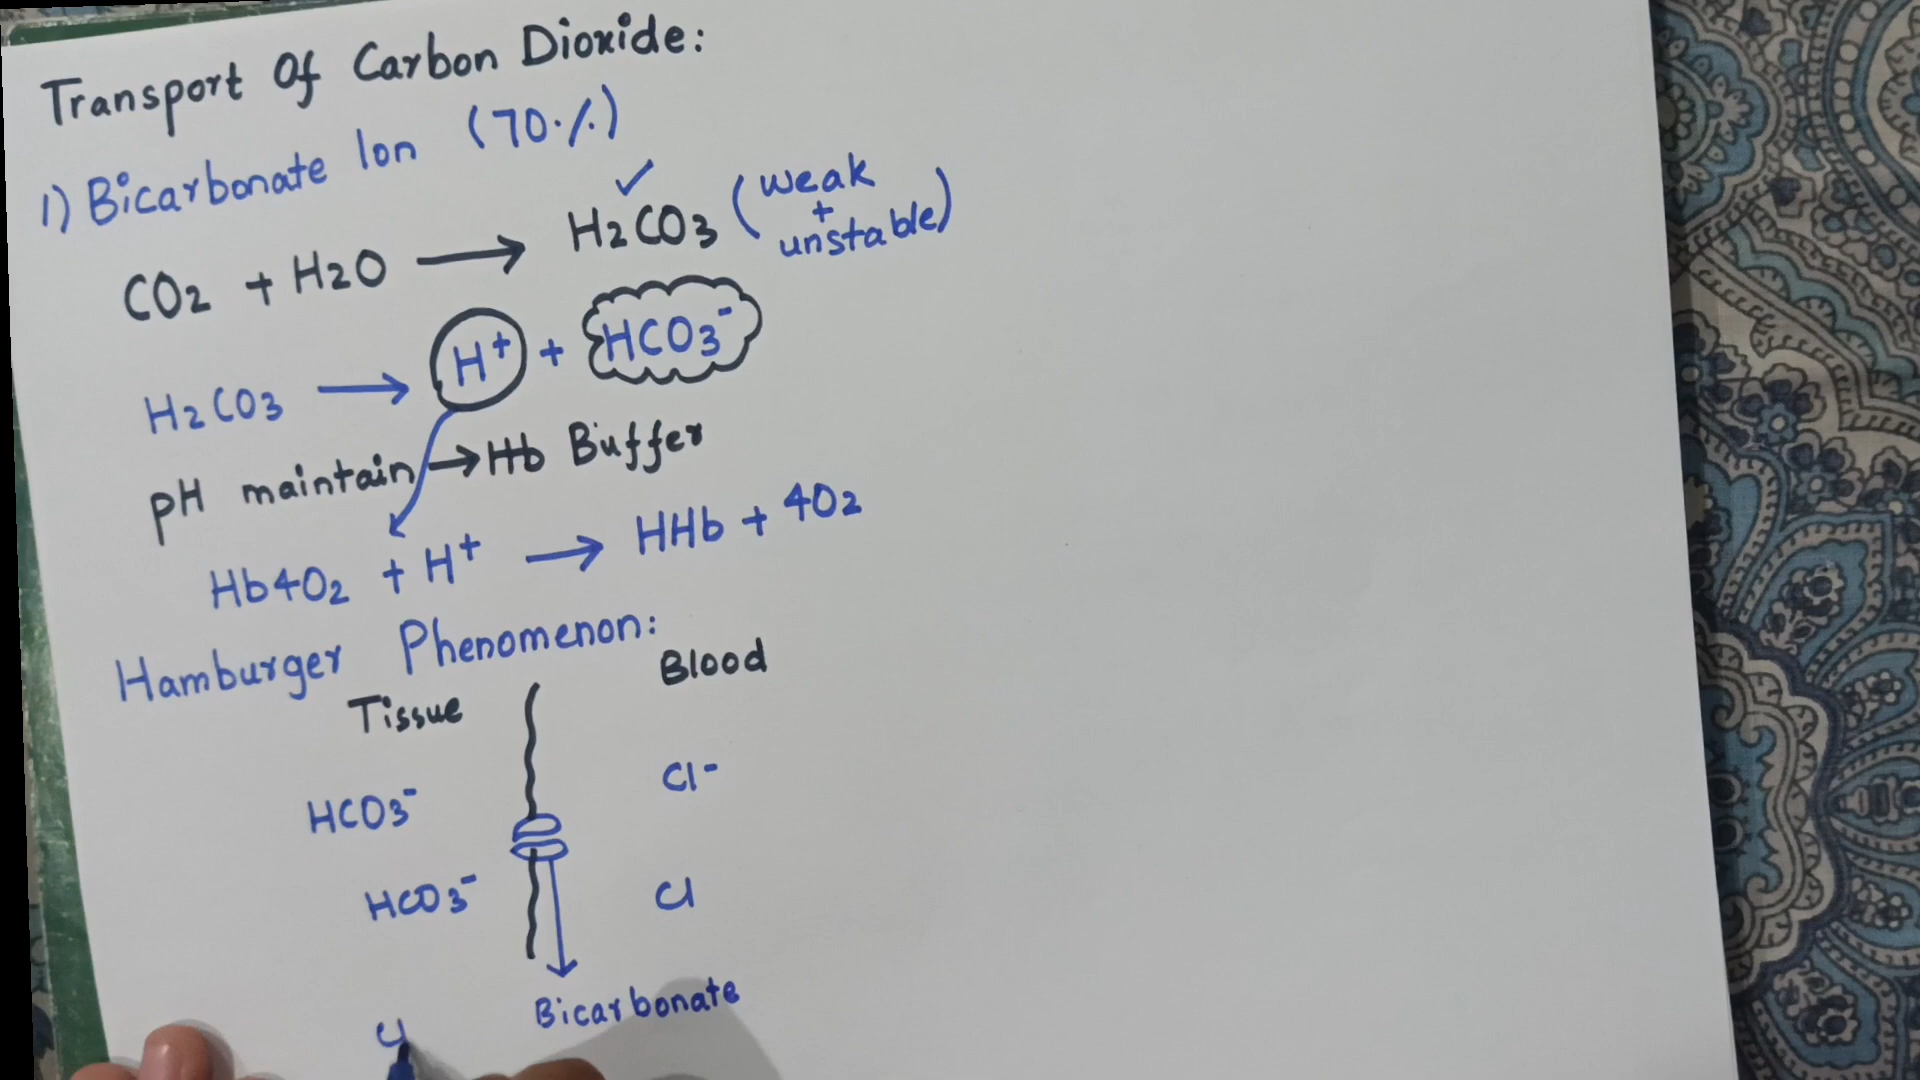 Transport Of Carbon Dioxide:
1) Bicarbonate Ion (70%)
CO2 + H2O → H2CO3 ✓ (weak + unstable)
H2CO3 → H+ + HCO3-
pH maintain → Hb Buffer
Hb4O2 + H+ → HHb + 4O2
Hamburger Phenomenon:
Tissue Blood
HCO3- Cl-
HCO3- Cl
Bicarbonate